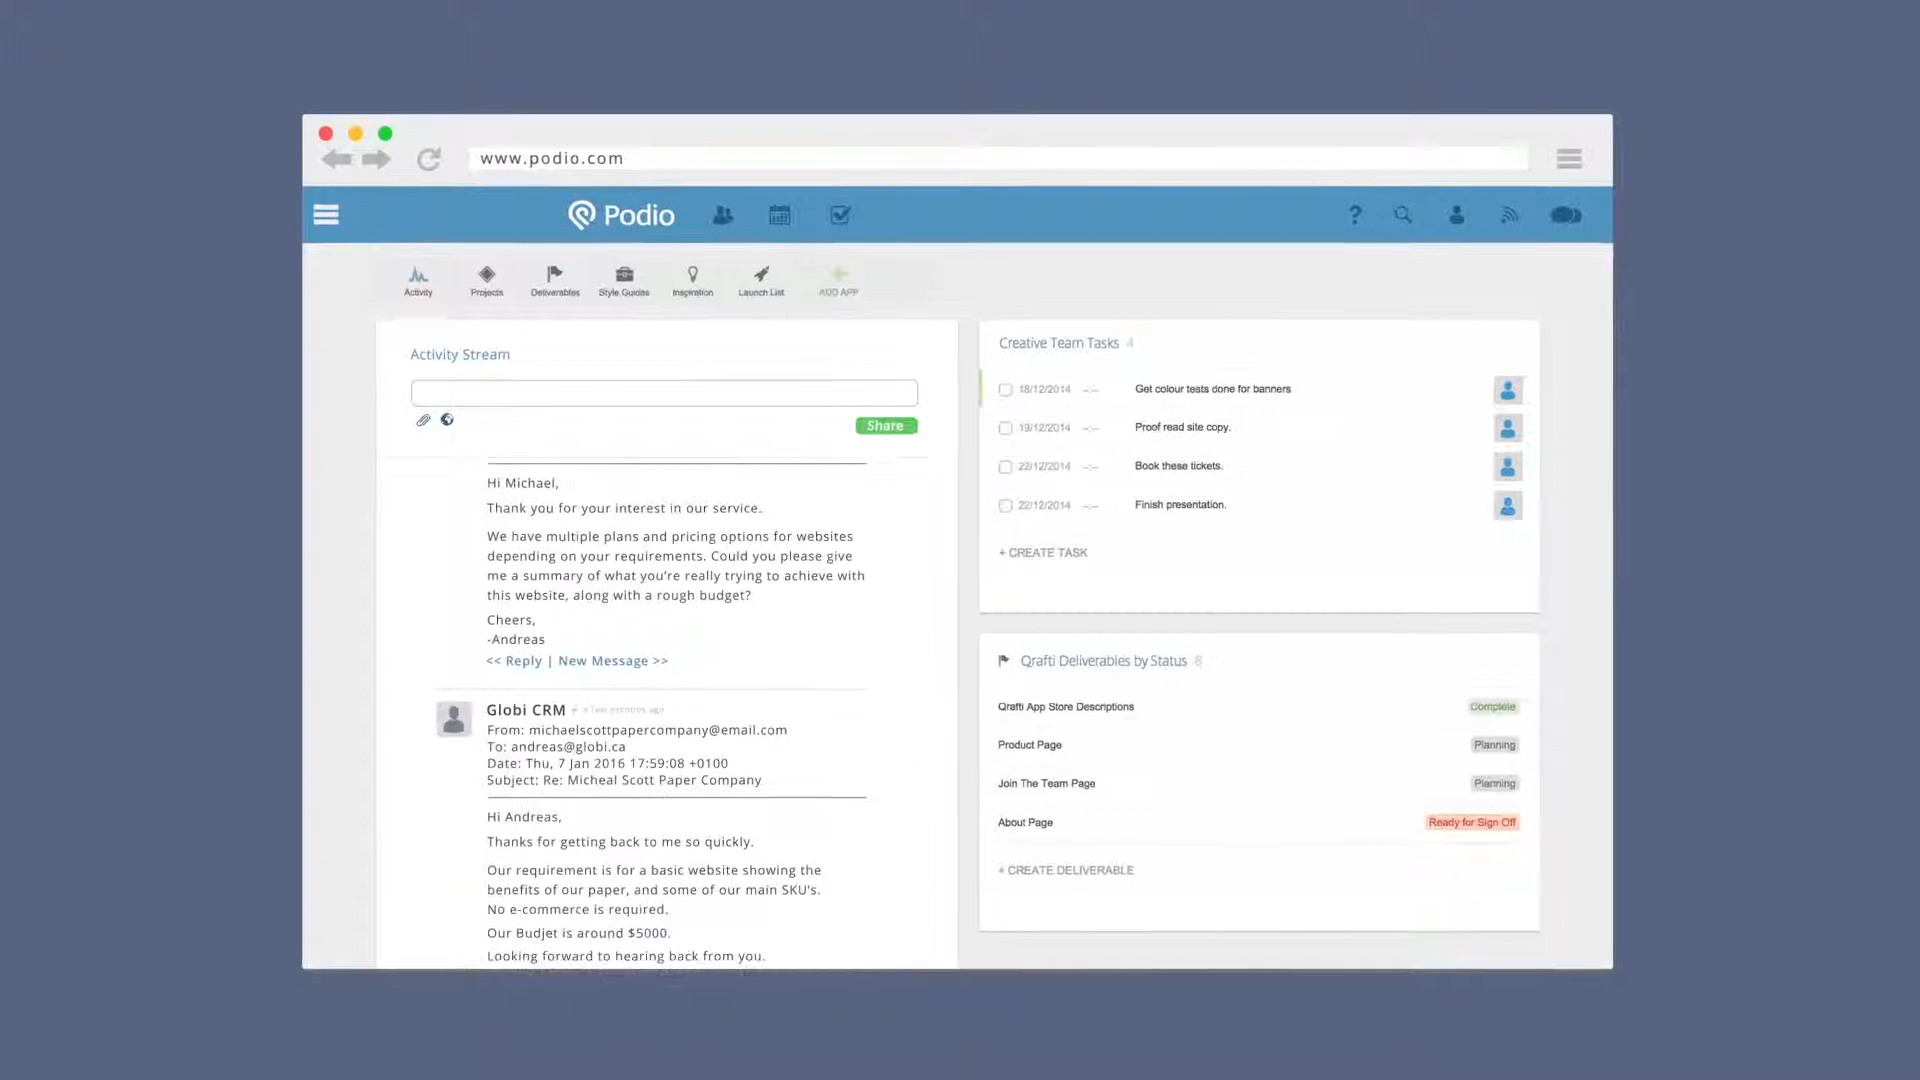 www.podio.com
Podio
Activity
Projects
Deliverables
Style Guides
Inspiration
Launch List
ADD APP
Activity Stream
Share
Hi Michael,
Thank you for your interest in our service.
We have multiple plans and pricing options for websites
depending on your requirements. Could you please give
me a summary of what you're really trying to achieve with
this website, along with a rough budget?
Cheers,
-Andreas
<< Reply | New Message >>
Globi CRM
a few seconds ago
From: michaelscottpapercompany@email.com
To: andreas@globi.ca
Date: Thu, 7 Jan 2016 17:59:08 +0100
Subject: Re: Micheal Scott Paper Company
Hi Andreas,
Thanks for getting back to me so quickly.
Our requirement is for a basic website showing the
benefits of our paper, and some of our main SKU's.
No e-commerce is required.
Our Budjet is around $5000.
Looking forward to hearing back from you.
Creative Team Tasks 4
18/12/2014 --:-- Get colour tests done for banners
19/12/2014 --:-- Proof read site copy.
22/12/2014 --:-- Book these tickets.
22/12/2014 --:-- Finish presentation.
+ CREATE TASK
Qrafti Deliverables by Status 8
Qrafti App Store Descriptions Complete
Product Page Planning
Join The Team Page Planning
About Page Ready for Sign Off
+ CREATE DELIVERABLE